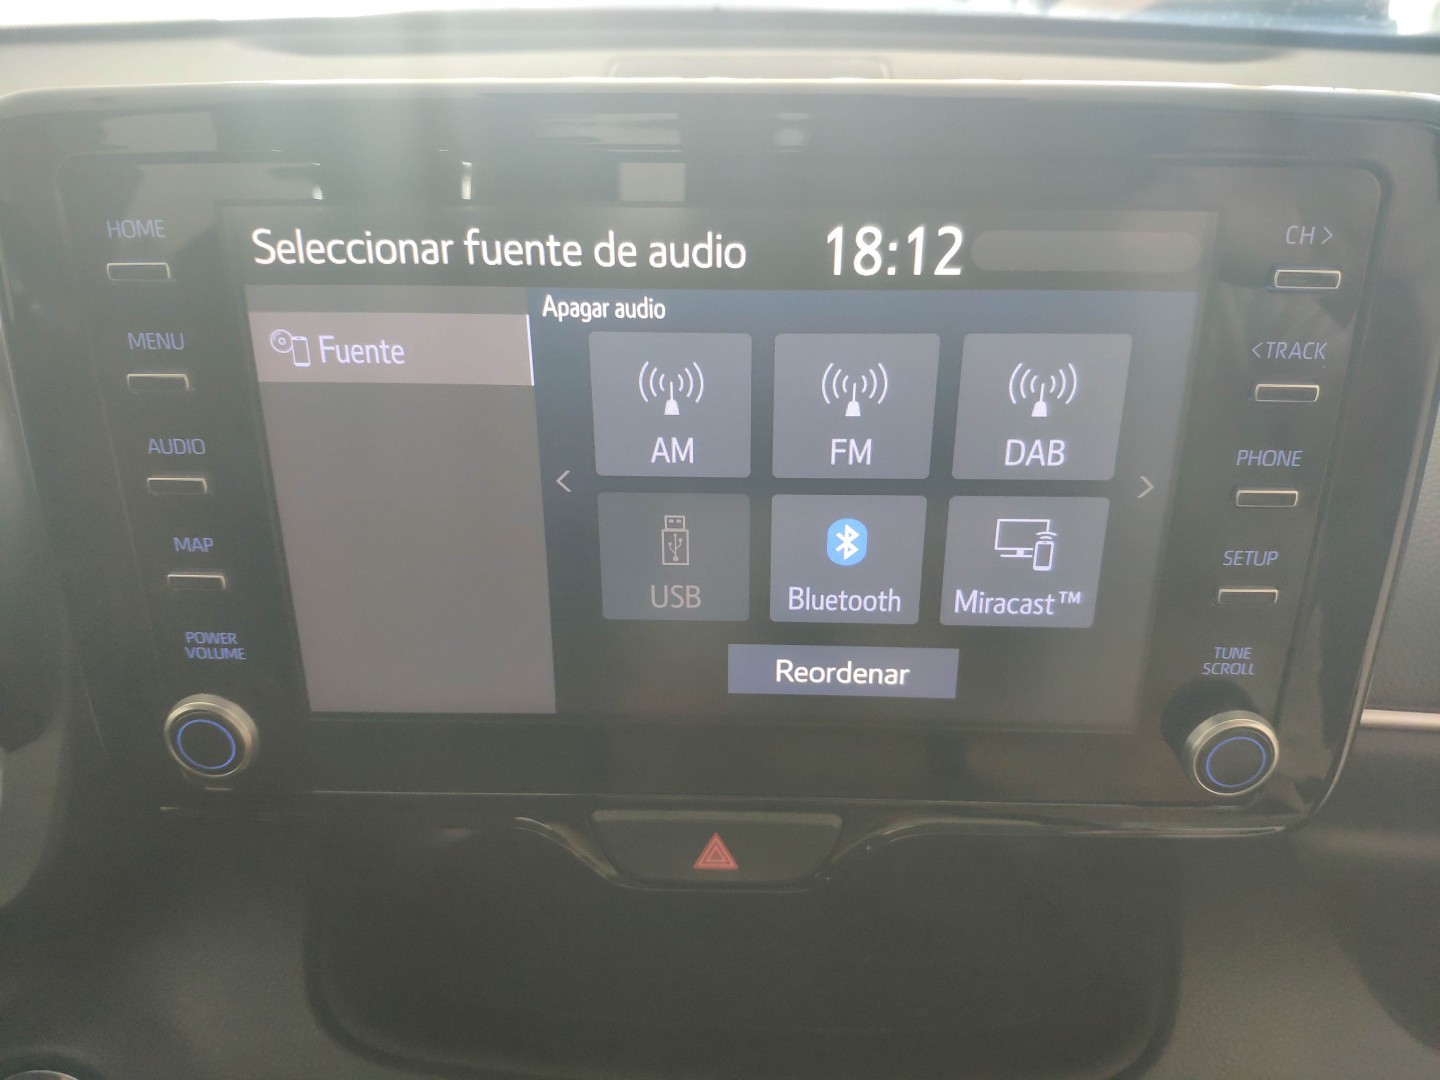 HOME
MENU
AUDIO
MAP
POWER
VOLUME
Seleccionar fuente de audio 18:12
Fuente
Apagar audio
AM
FM
DAB
<
>
USB
Bluetooth
Miracast™
Reordenar
CH >
<TRACK
PHONE
SETUP
TUNE
SCROLL